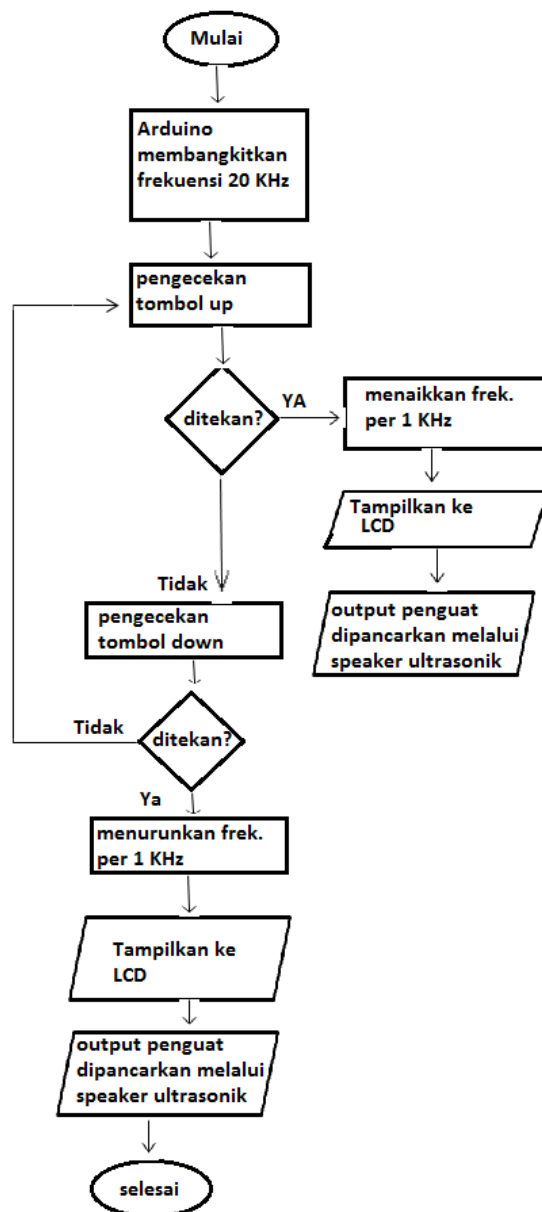 Mulai
Arduino
membangkitkan
frekuensi 20 KHz
pengecekan
tombol up
ditekan?
YA
menaikkan frek.
per 1 KHz
Tampilkan ke
LCD
output penguat
dipancarkan melalui
speaker ultrasonik
Tidak
pengecekan
tombol down
Tidak
ditekan?
Ya
menurunkan frek.
per 1 KHz
Tampilkan ke
LCD
output penguat
dipancarkan melalui
speaker ultrasonik
selesai